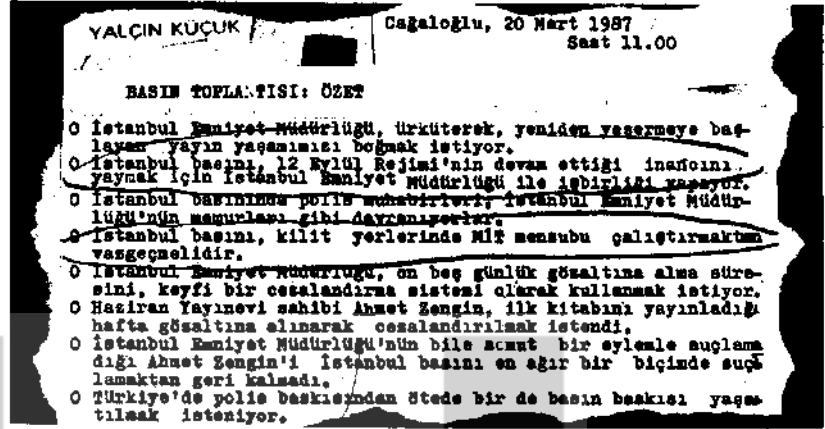 YALÇIN KÜÇÜK
Cağaloğlu, 20 Mart 1987
Saat 11.00
BASIN TOPLANTISI: ÖZET
O İstanbul Emniyet Müdürlüğü, ürküterek, yeniden yeşermeye baş-
layan yayın yaşamımızı boğmak istiyor.
O İstanbul basını, 12 Eylül Rejimi'nin devam ettiği inancını
yaymak için İstanbul Emniyet Müdürlüğü ile işbirliği yapıyor.
O İstanbul basınında polis muhabirleri, İstanbul Emniyet Müdür-
lüğü'nün memurları gibi davranıyorlar.
O İstanbul basını, kilit yerlerinde MİT mensubu çalıştırmaktan
vazgeçmelidir.
O İstanbul Emniyet Müdürlüğü, on beş günlük gözaltına alma süre-
sini, keyfi bir cezalandırma sistemi olarak kullanmak istiyor.
O Haziran Yayınevi sahibi Ahmet Zengin, ilk kitabını yayınladığı
hafta gözaltına alınarak cezalandırılmak istendi.
O İstanbul Emniyet Müdürlüğü'nün bile somut bir eylemle suçlama
dığı Ahmet Zengin'i İstanbul basını en ağır bir biçimde suç
lamaktan geri kalmadı.
O Türkiye'de polis baskısından ötede bir de basın baskısı yaşa
tılmak isteniyor.